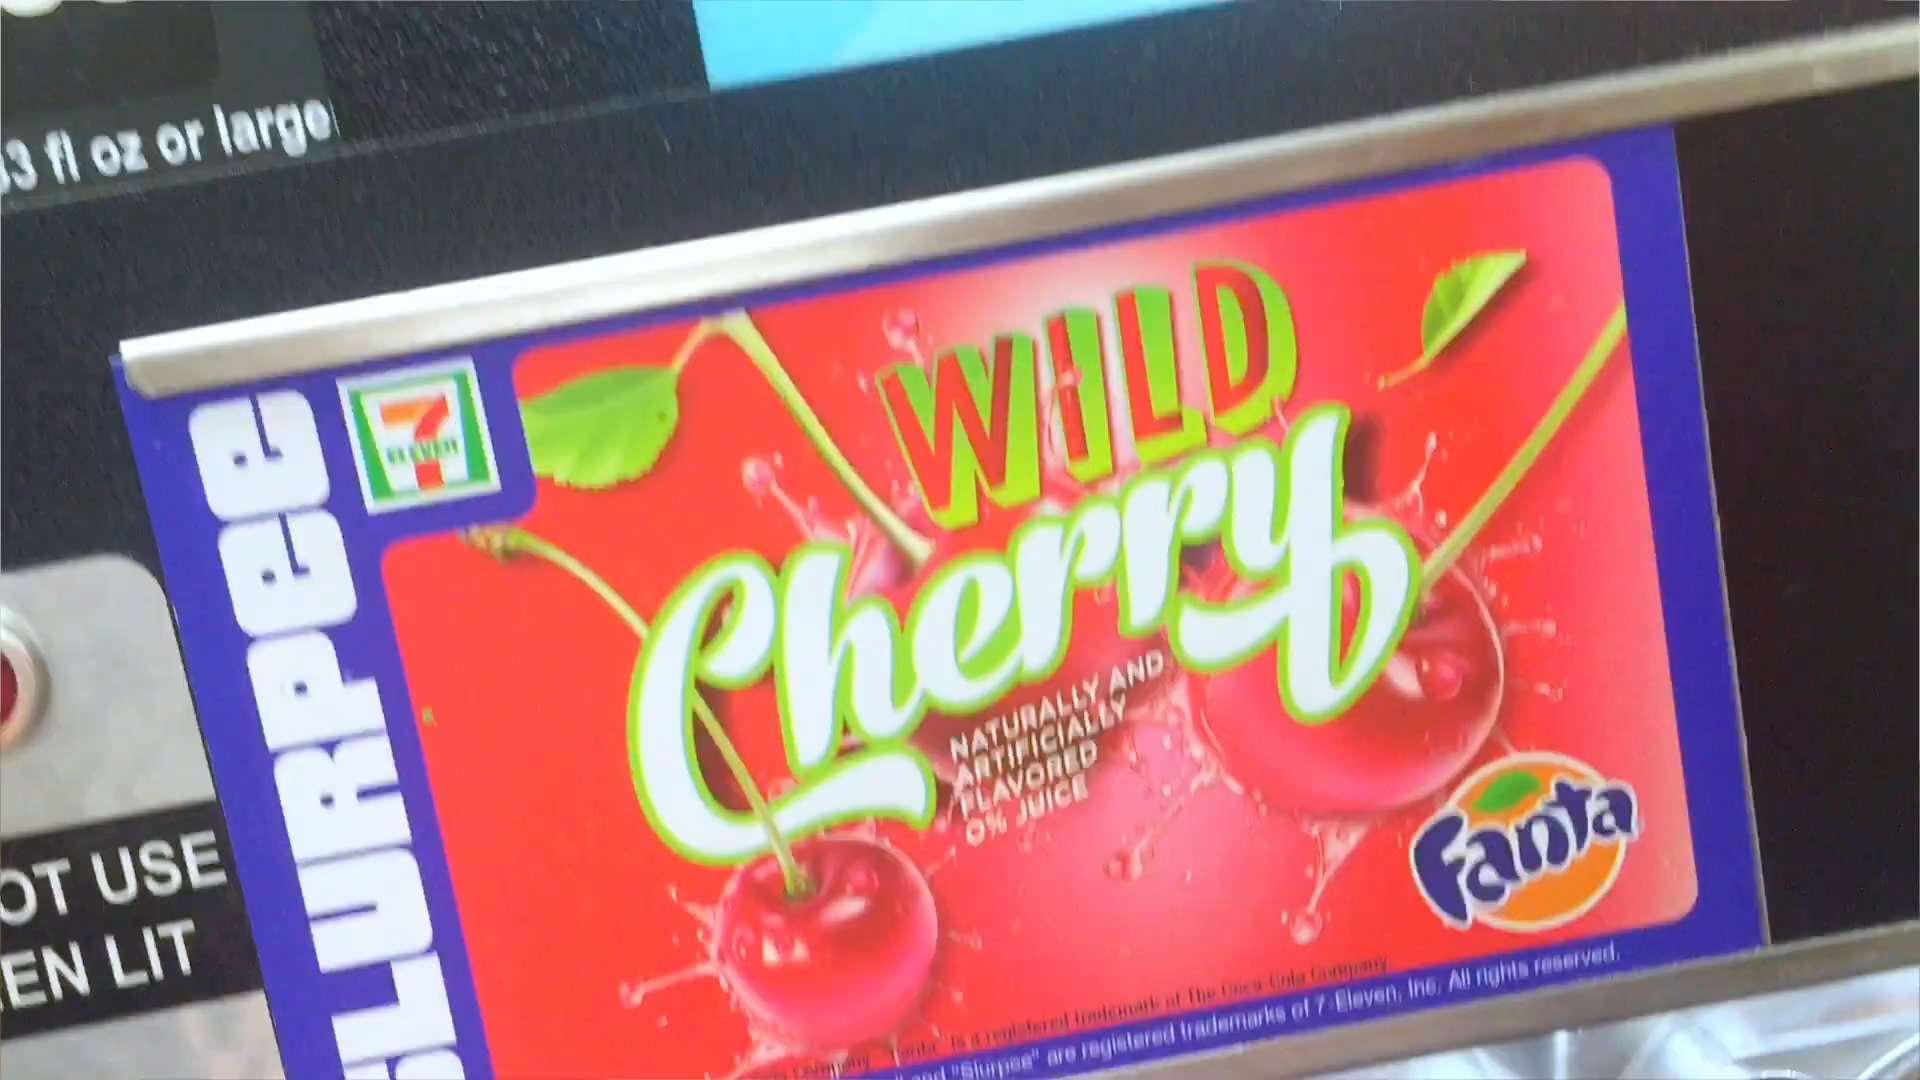 fl oz or large
SLURPEE
7
ELEVEN
WILD
Cherry
NATURALLY AND
ARTIFICIALLY
FLAVORED
0% JUICE
Fanta
OT USE
EN LIT
Company. "Fanta" is a registered trademark of The Coca-Cola Company
and "Slurpee" are registered trademarks of 7-Eleven, Inc. All rights reserved.